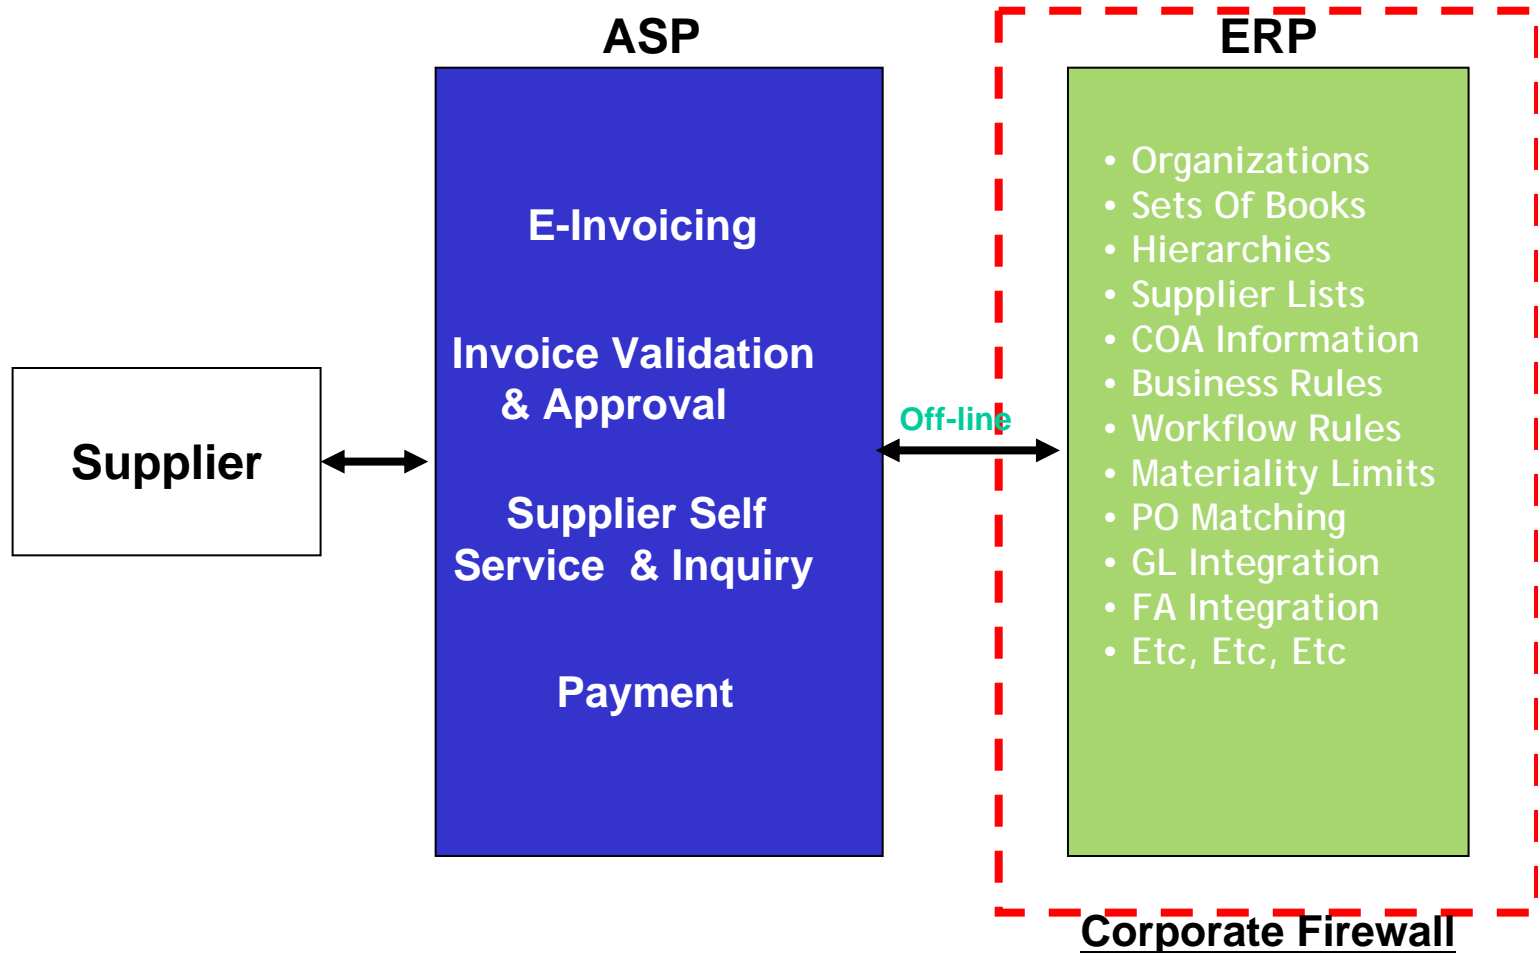 ASP
ERP
E-Invoicing
Invoice Validation
& Approval
Supplier Self
Service & Inquiry
Payment
Supplier
Off-line
• Organizations
• Sets Of Books
• Hierarchies
• Supplier Lists
• COA Information
• Business Rules
• Workflow Rules
• Materiality Limits
• PO Matching
• GL Integration
• FA Integration
• Etc, Etc, Etc
Corporate Firewall